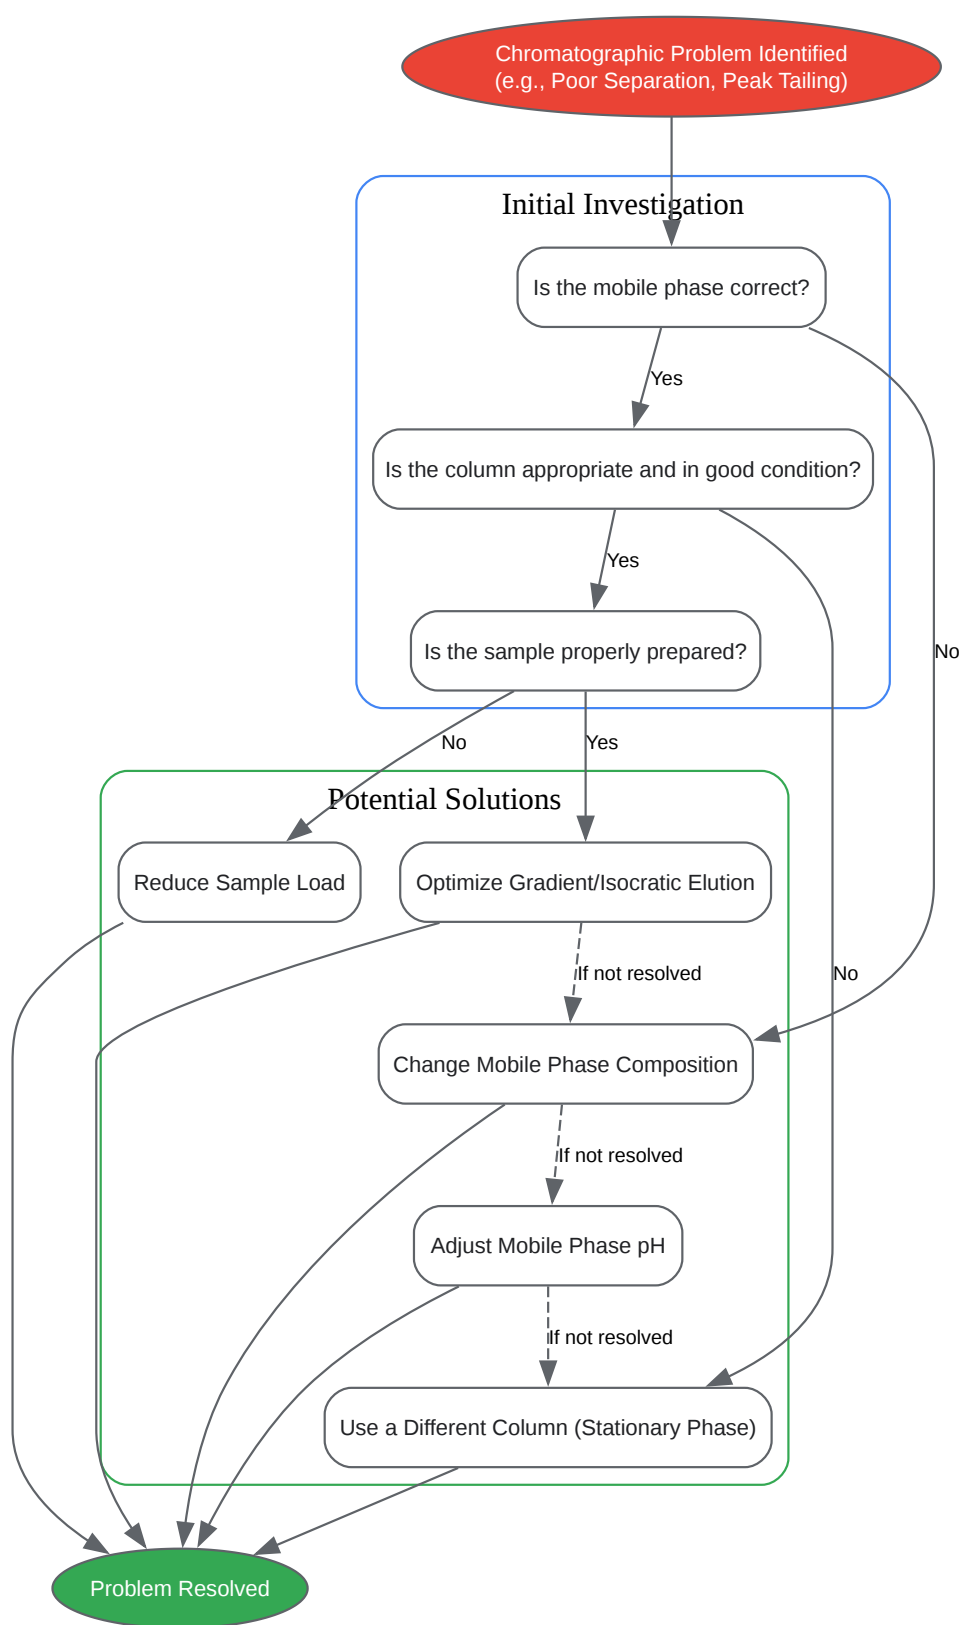 Chromatographic Problem Identified
(e.g., Poor Separation, Peak Tailing)
Initial Investigation
Is the mobile phase correct?
Yes
Is the column appropriate and in good condition?
Yes
Is the sample properly prepared?
No
No
Yes
Potential Solutions
Reduce Sample Load
Optimize Gradient/Isocratic Elution
If not resolved
No
Change Mobile Phase Composition
If not resolved
Adjust Mobile Phase pH
If not resolved
Use a Different Column (Stationary Phase)
Problem Resolved